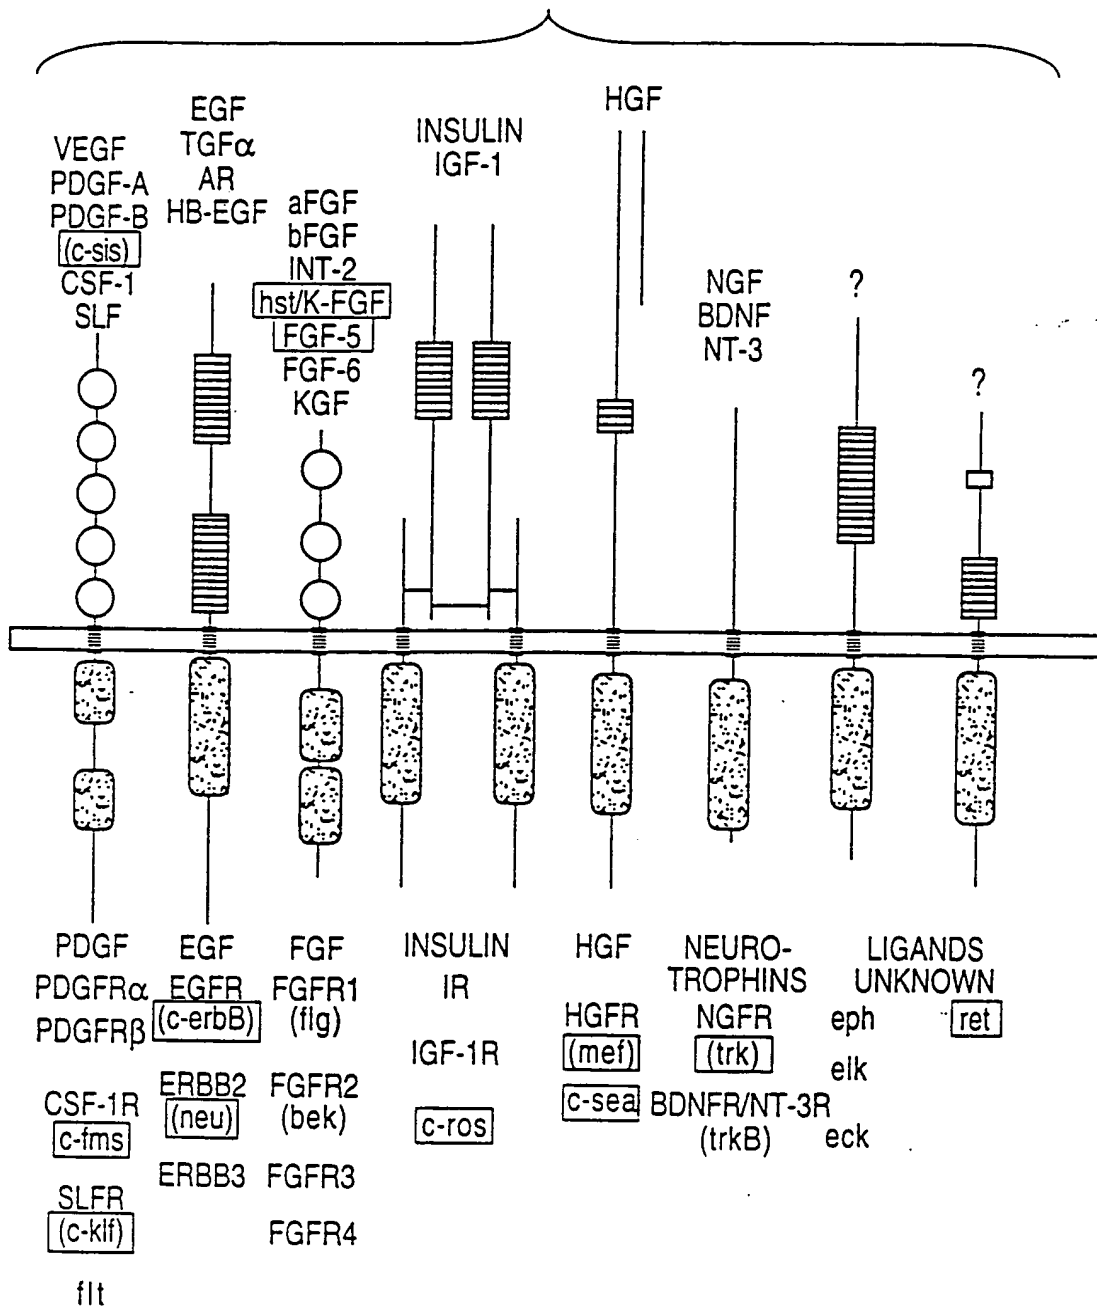 VEGF
PDGF-A
PDGF-B
(c-sis)
CSF-1
SLF
EGF
TGFα
AR
HB-EGF
aFGF
bFGF
INT-2
hst/K-FGF
FGF-5
FGF-6
KGF
INSULIN
IGF-1
HGF
NGF
BDNF
NT-3
?
?
PDGF
PDGFRα
PDGFRβ
CSF-1R
c-fms
SLFR
(c-klf)
flt
EGF
EGFR
(c-erbB)
ERBB2
(neu)
ERBB3
FGF
FGFR1
(flg)
FGFR2
(bek)
FGFR3
FGFR4
INSULIN
IR
IGF-1R
c-ros
HGF
HGFR
(mef)
c-sea
NEURO-
TROPHINS
NGFR
(trk)
BDNFR/NT-3R
(trkB)
LIGANDS
UNKNOWN
eph
elk
eck
ret